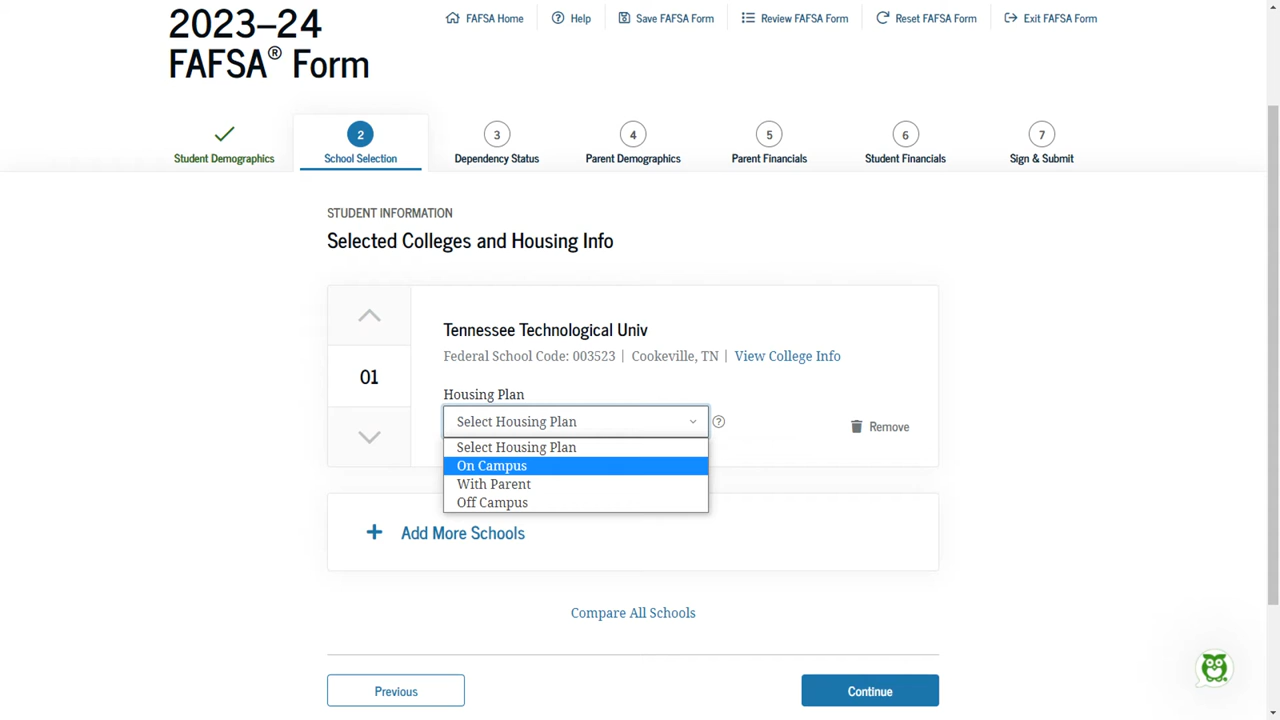 2023–24
FAFSA® Form
FAFSA Home
Help
Save FAFSA Form
Review FAFSA Form
Reset FAFSA Form
Exit FAFSA Form
Student Demographics
2
School Selection
3
Dependency Status
4
Parent Demographics
5
Parent Financials
6
Student Financials
7
Sign & Submit
STUDENT INFORMATION
Selected Colleges and Housing Info
01
Tennessee Technological Univ
Federal School Code: 003523 | Cookeville, TN | View College Info
Housing Plan
Select Housing Plan
?
Remove
Select Housing Plan
On Campus
With Parent
Off Campus
+ Add More Schools
Compare All Schools
Previous
Continue